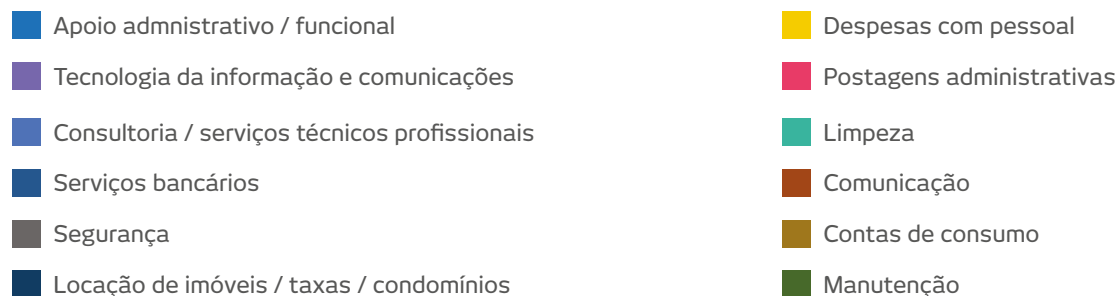 Apoio admnistrativo / funcional
Tecnologia da informação e comunicações
Consultoria / serviços técnicos profissionais
Serviços bancários
Segurança
Locação de imóveis / taxas / condomínios
Despesas com pessoal
Postagens administrativas
Limpeza
Comunicação
Contas de consumo
Manutenção